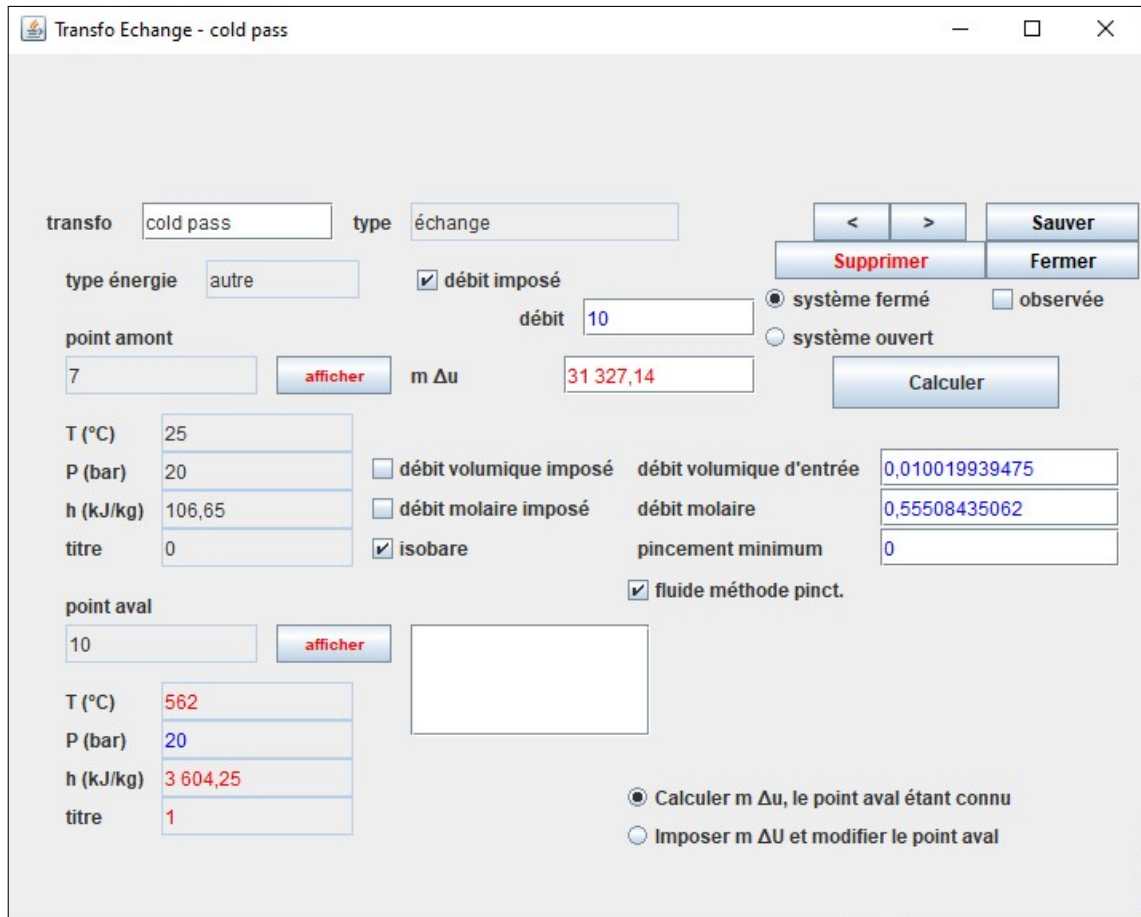 Transfo Echange - cold pass
transfo cold pass type échange < > Sauver
Supprimer Fermer
type énergie autre débit imposé système fermé observée
débit 10
point amont système ouvert
7 afficher m Δu 31 327,14 Calculer
T (°C) 25
P (bar) 20 débit volumique imposé débit volumique d'entrée 0,010019939475
h (kJ/kg) 106,65 débit molaire imposé débit molaire 0,55508435062
titre 0 isobare pincement minimum 0
fluide méthode pinct.
point aval
10 afficher
T (°C) 562
P (bar) 20
h (kJ/kg) 3 604,25
Calculer m Δu, le point aval étant connu
titre 1
Imposer m ΔU et modifier le point aval